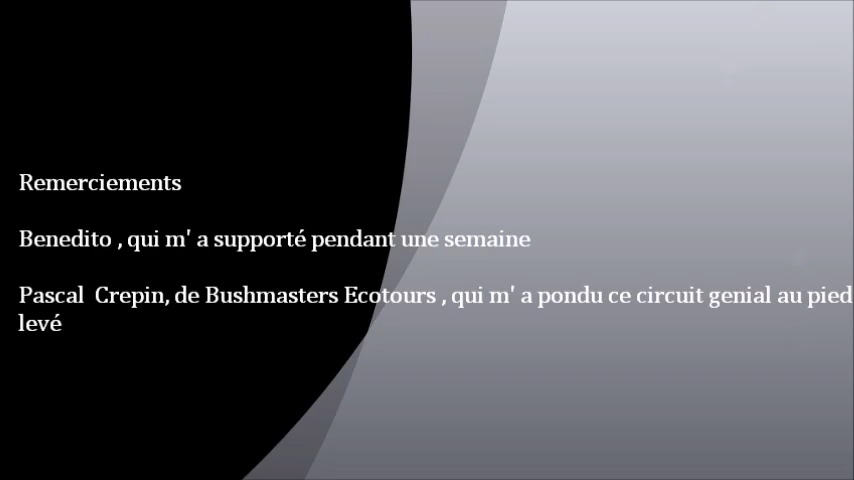 Remerciements
Benedito , qui m' a supporté pendant une semaine
Pascal  Crepin, de Bushmasters Ecotours , qui m' a pondu ce circuit genial au pied
levé